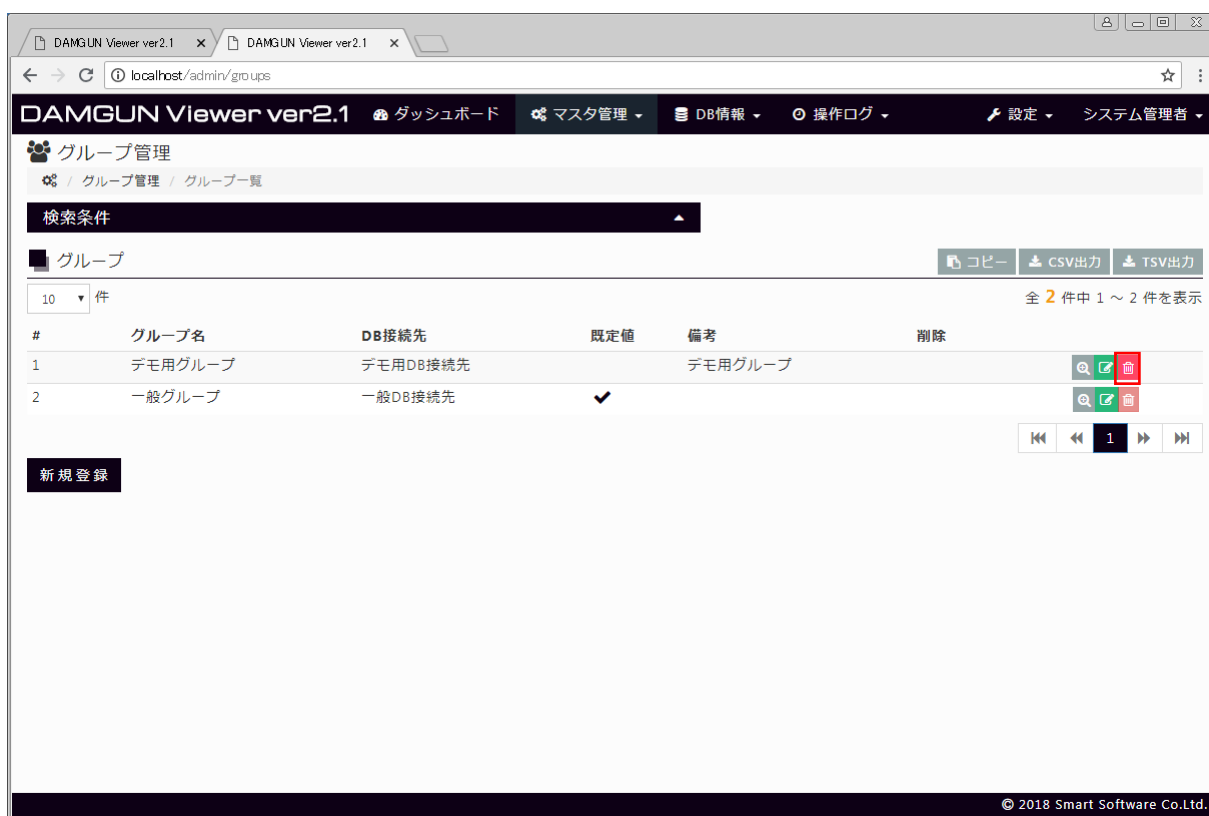 DAMGUN Viewer ver2.1 DAMGUN Viewer ver2.1
localhost/admin/groups
DAMGUN Viewer ver2.1 ダッシュボード マスタ管理 DB情報 操作ログ 設定 システム管理者
グループ管理
/ グループ管理 / グループ一覧
検索条件
グループ コピー CSV出力 TSV出力
10 件 全 2 件中 1 ～ 2 件を表示
# グループ名 DB接続先 既定値 備考 削除
1 デモ用グループ デモ用DB接続先 デモ用グループ
2 一般グループ 一般DB接続先 ✔
1
新規登録
© 2018 Smart Software Co.Ltd.